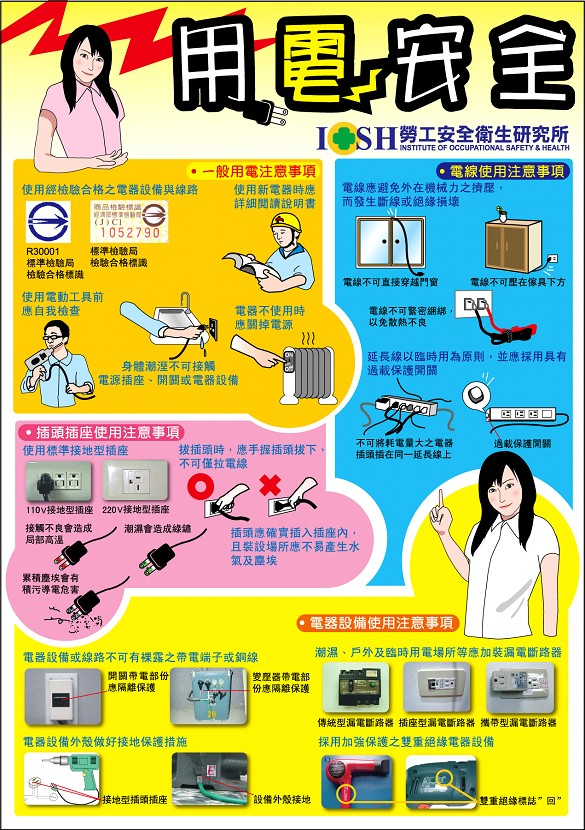 用電安全
IOSH 勞工安全衛生研究所
INSTITUTE OF OCCUPATIONAL SAFETY & HEALTH
• 一般用電注意事項
使用經檢驗合格之電器設備與線路
R30001
標準檢驗局
檢驗合格標識
商品檢驗標識
經濟部標準檢驗局
(J) C1
1052790
標準檢驗局
檢驗合格標識
使用新電器時應
詳細閱讀說明書
使用電動工具前
應自我檢查
身體潮溼不可接觸
電源插座、開關或電器設備
電器不使用時
應關掉電源
• 電線使用注意事項
電線應避免外在機械力之擠壓，
而發生斷線或絕緣損壞
電線不可直接穿越門窗
電線不可壓在傢具下方
電線不可緊密綑綁，
以免散熱不良
延長線以臨時用為原則，並應採用具有
過載保護開關
不可將耗電量大之電器
插頭插在同一延長線上
過載保護開關
• 插頭插座使用注意事項
使用標準接地型插座
110v接地型插座
220v接地型插座
接觸不良會造成
局部高溫
潮濕會造成綠鏽
累積塵埃會有
積污導電危害
拔插頭時，應手握插頭拔下，
不可僅拉電線
插頭應確實插入插座內，
且裝設場所應不易產生水
氣及塵埃
• 電器設備使用注意事項
電器設備或線路不可有裸露之帶電端子或銅線
開關帶電部份
應隔離保護
變壓器帶電部
份應隔離保護
潮濕、戶外及臨時用電場所等應加裝漏電斷路器
傳統型漏電斷路器
插座型漏電斷路器
攜帶型漏電斷路器
電器設備外殼做好接地保護措施
接地型插頭插座
設備外殼接地
採用加強保護之雙重絕緣電器設備
雙重絕緣標誌”回”